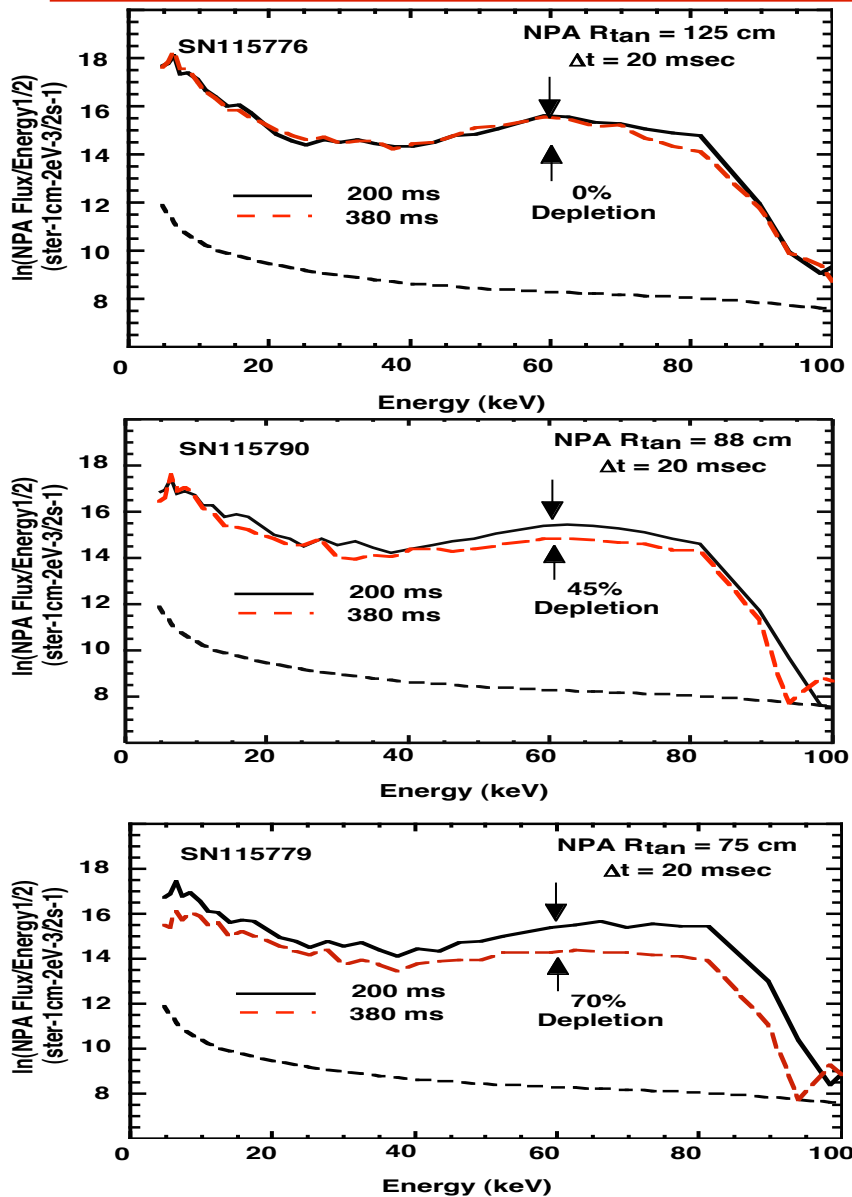 SN115776
NPA Rtan = 125 cm
Δt = 20 msec
ln(NPA Flux/Energy1/2)
(ster-1cm-2eV-3/2s-1)
18
16
14
12
10
8
200 ms
380 ms
0%
Depletion
0 20 40 60 80 100
Energy (keV)
SN115790
NPA Rtan = 88 cm
Δt = 20 msec
ln(NPA Flux/Energy1/2)
(ster-1cm-2eV-3/2s-1)
18
16
14
12
10
8
200 ms
380 ms
45%
Depletion
0 20 40 60 80 100
Energy (keV)
SN115779
NPA Rtan = 75 cm
Δt = 20 msec
ln(NPA Flux/Energy1/2)
(ster-1cm-2eV-3/2s-1)
18
16
14
12
10
8
200 ms
380 ms
70%
Depletion
0 20 40 60 80 100
Energy (keV)